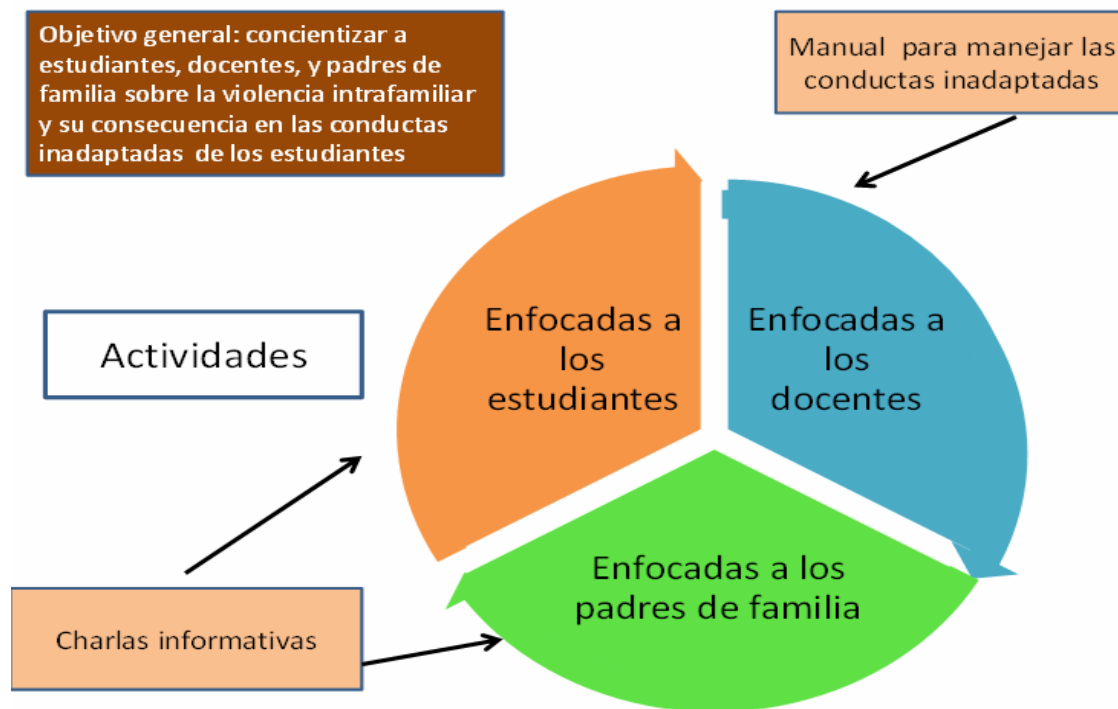 Objetivo general: concientizar a
estudiantes, docentes, y padres de
familia sobre la violencia intrafamiliar
y su consecuencia en las conductas
inadaptadas de los estudiantes
Manual para manejar las
conductas inadaptadas
Actividades
Enfocadas a
los
estudiantes
Enfocadas a
los
docentes
Enfocadas a los
padres de familia
Charlas informativas